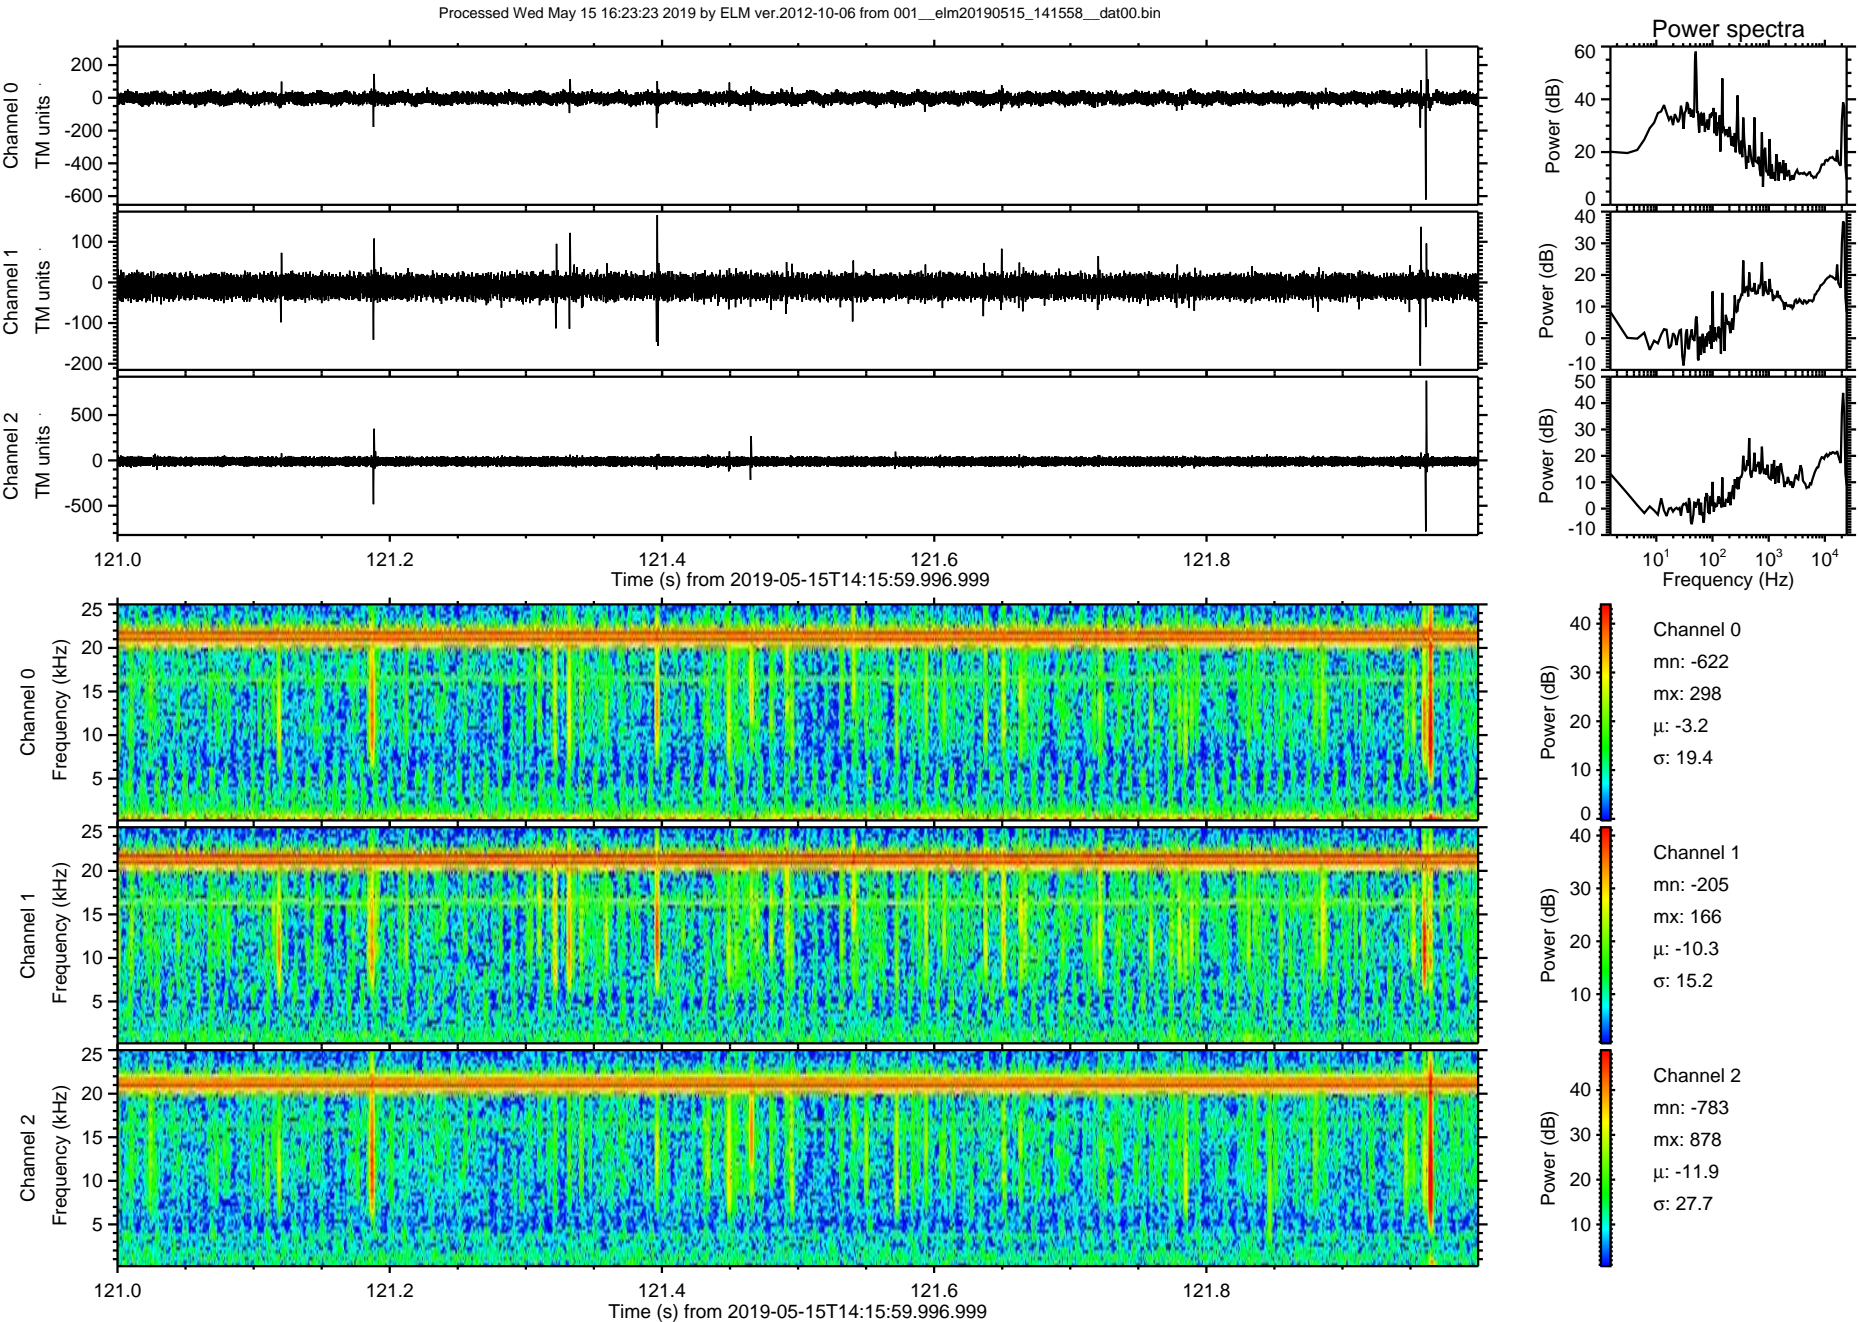 Processed Wed May 15 16:23:23 2019 by ELM ver.2012-10-06 from 001__elm20190515_141558__dat00.bin
Power spectra
Channel 0
TM units
200
0
-200
-400
-600
Power (dB)
60
40
20
0
Channel 1
TM units
100
0
-100
-200
Power (dB)
40
30
20
10
0
-10
Channel 2
TM units
500
0
-500
Power (dB)
50
40
30
20
10
0
-10
121.0 121.2 121.4 121.6 121.8
Time (s) from 2019-05-15T14:15:59.996.999
10¹ 10² 10³ 10⁴
Frequency (Hz)
Channel 0
Frequency (kHz)
25
20
15
10
5
Power (dB)
40
30
20
10
0
Channel 0
mn: -622
mx: 298
μ: -3.2
σ: 19.4
Channel 1
Frequency (kHz)
25
20
15
10
5
Power (dB)
40
30
20
10
Channel 1
mn: -205
mx: 166
μ: -10.3
σ: 15.2
Channel 2
Frequency (kHz)
25
20
15
10
5
Power (dB)
40
30
20
10
Channel 2
mn: -783
mx: 878
μ: -11.9
σ: 27.7
121.0 121.2 121.4 121.6 121.8
Time (s) from 2019-05-15T14:15:59.996.999